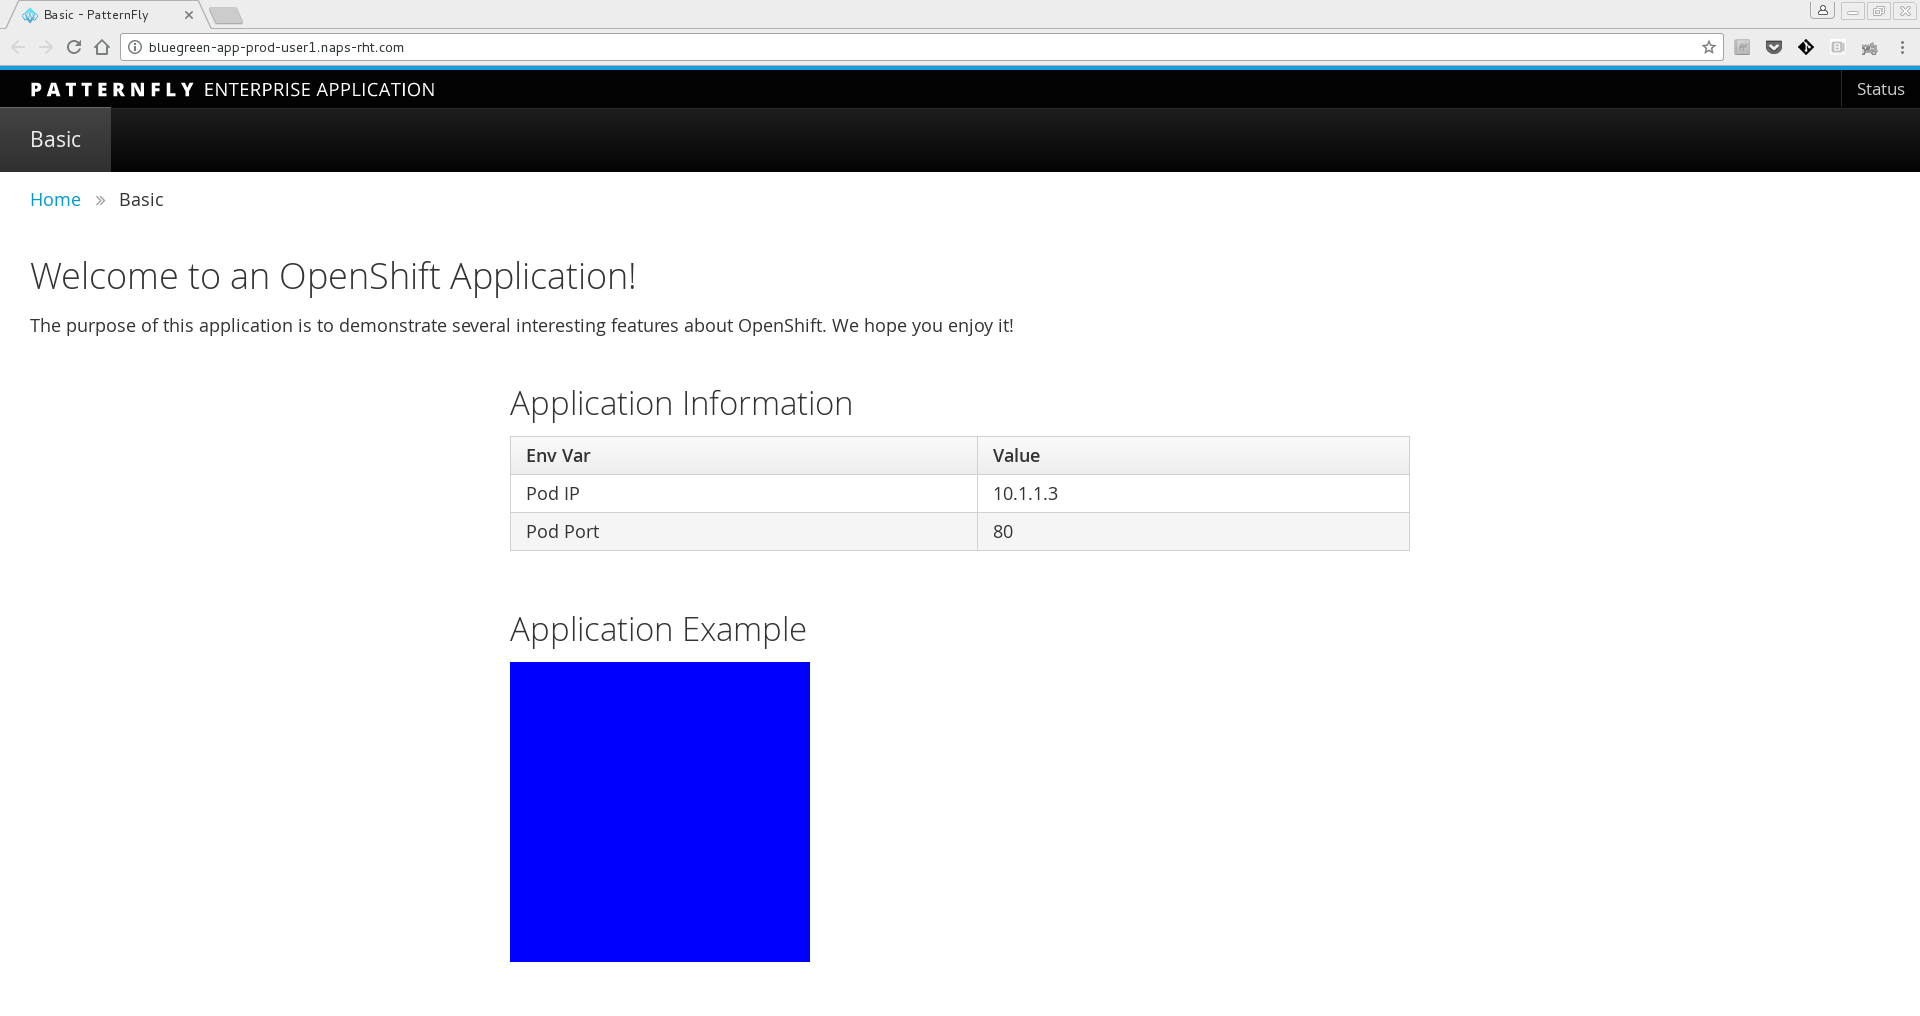 Basic - PatternFly
bluegreen-app-prod-user1.naps-rht.com
PATTERNFLY ENTERPRISE APPLICATION
Status
Basic
Home » Basic
Welcome to an OpenShift Application!
The purpose of this application is to demonstrate several interesting features about OpenShift. We hope you enjoy it!
Application Information
Env Var Value
Pod IP 10.1.1.3
Pod Port 80
Application Example